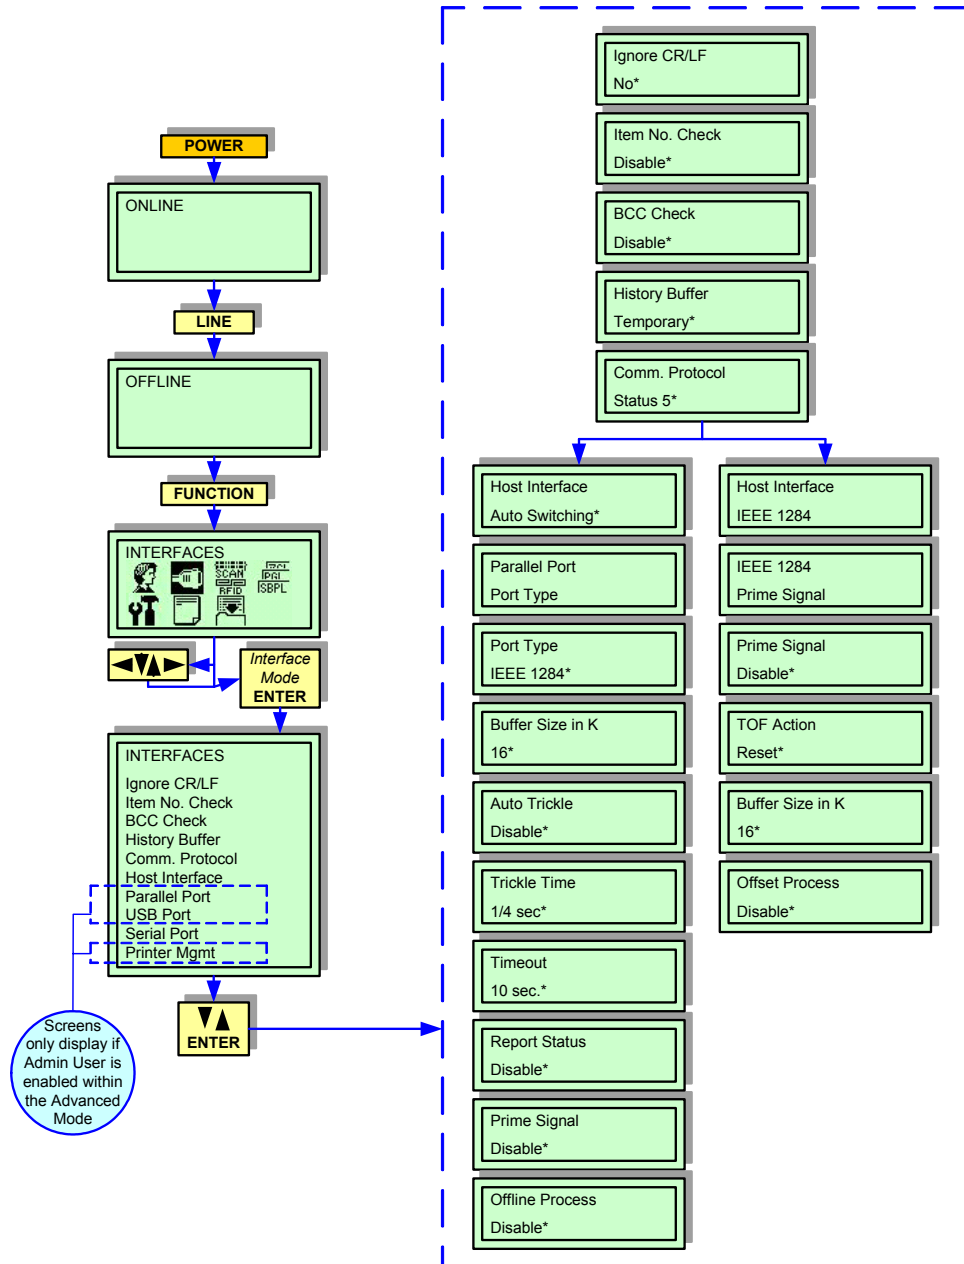 POWER
ONLINE
LINE
OFFLINE
FUNCTION
INTERFACES
SCAN
RFID
PGL
SBPL
Interface
Mode
ENTER
INTERFACES
Ignore CR/LF
Item No. Check
BCC Check
History Buffer
Comm. Protocol
Host Interface
Parallel Port
USB Port
Serial Port
Printer Mgmt
ENTER
Screens
only display if
Admin User is
enabled within
the Advanced
Mode
Ignore CR/LF
No*
Item No. Check
Disable*
BCC Check
Disable*
History Buffer
Temporary*
Comm. Protocol
Status 5*
Host Interface
Auto Switching*
Parallel Port
Port Type
Port Type
IEEE 1284*
Buffer Size in K
16*
Auto Trickle
Disable*
Trickle Time
1/4 sec*
Timeout
10 sec.*
Report Status
Disable*
Prime Signal
Disable*
Offline Process
Disable*
Host Interface
IEEE 1284
IEEE 1284
Prime Signal
Prime Signal
Disable*
TOF Action
Reset*
Buffer Size in K
16*
Offset Process
Disable*